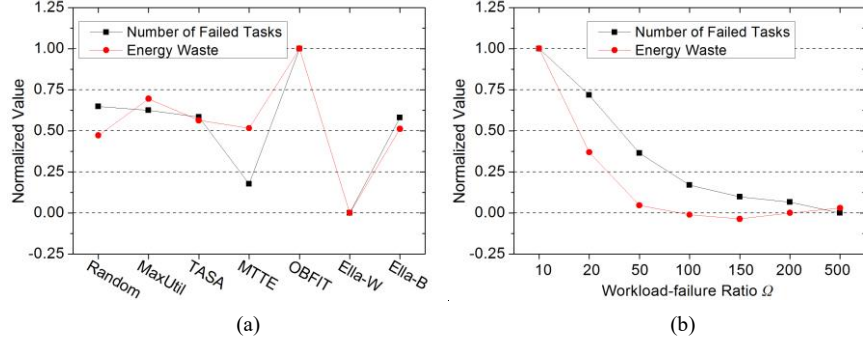 Number of Failed Tasks
Energy Waste
Normalized Value
1.25
1.00
0.75
0.50
0.25
0.00
-0.25
Random
MaxUtil
TASA
MTTE
OBFIT
Ella-W
Ella-B
(a)
Number of Failed Tasks
Energy Waste
Normalized Value
1.25
1.00
0.75
0.50
0.25
0.00
-0.25
10 20 50 100 150 200 500
Workload-failure Ratio Ω
(b)